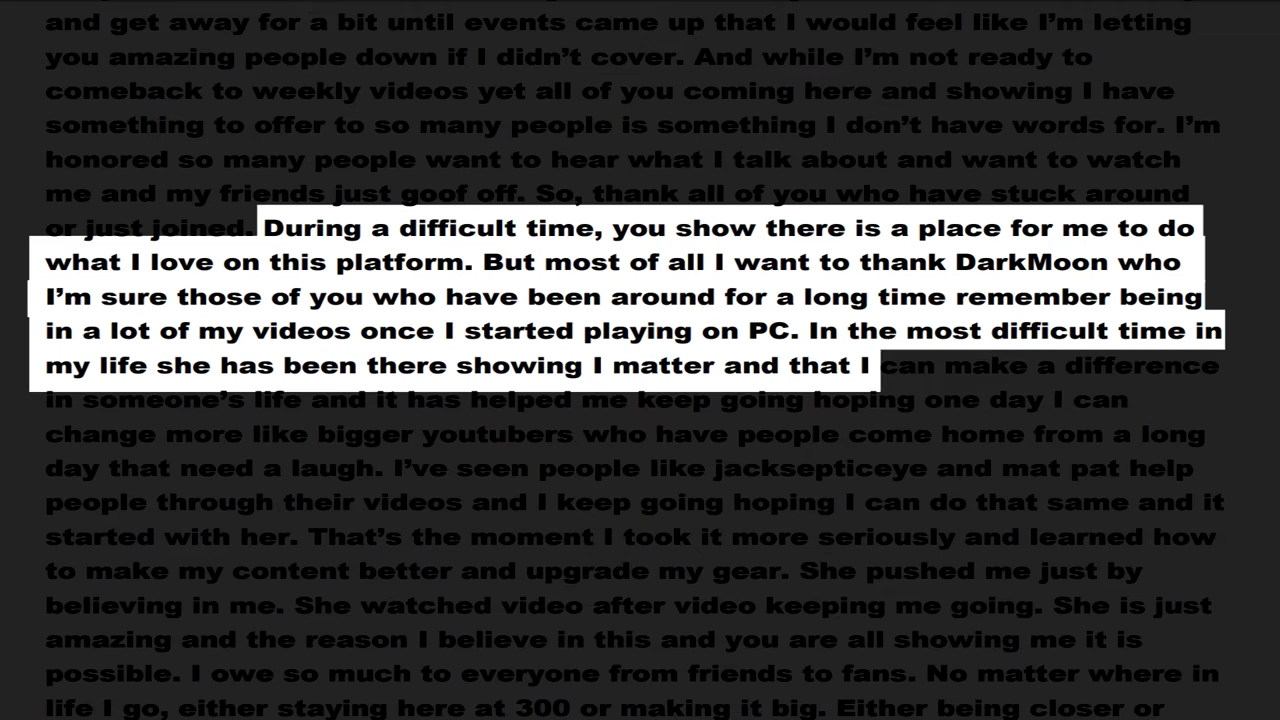 and get away for a bit until events came up that I would feel like I’m letting
you amazing people down if I didn’t cover. And while I’m not ready to
comeback to weekly videos yet all of you coming here and showing I have
something to offer to so many people is something I don’t have words for. I’m
honored so many people want to hear what I talk about and want to watch
me and my friends just goof off. So, thank all of you who have stuck around
or just joined. During a difficult time, you show there is a place for me to do
what I love on this platform. But most of all I want to thank DarkMoon who
I’m sure those of you who have been around for a long time remember being
in a lot of my videos once I started playing on PC. In the most difficult time in
my life she has been there showing I matter and that I can make a difference
in someone’s life and it has helped me keep going hoping one day I can
change more like bigger youtubers who have people come home from a long
day that need a laugh. I’ve seen people like jacksepticeye and mat pat help
people through their videos and I keep going hoping I can do that same and it
started with her. That’s the moment I took it more seriously and learned how
to make my content better and upgrade my gear. She pushed me just by
believing in me. She watched video after video keeping me going. She is just
amazing and the reason I believe in this and you are all showing me it is
possible. I owe so much to everyone from friends to fans. No matter where in
life I go, either staying here at 300 or making it big. Either being closer or